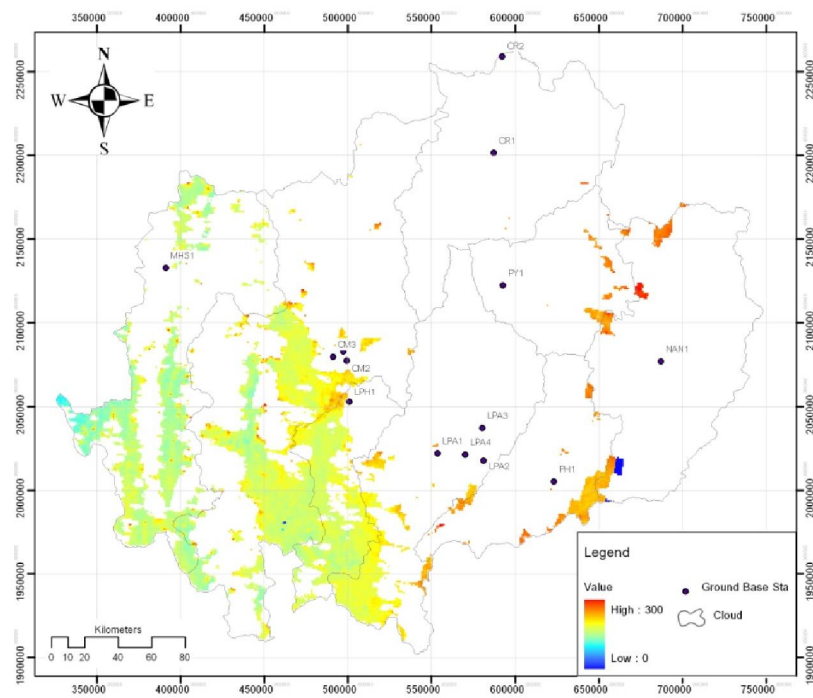 350000 400000 450000 500000 550000 600000 650000 700000 750000
N
W E
S
CR2
2250000 2250000
CR1
2200000 2200000
2150000 2150000
MHS1
PY1
2100000 2100000
CM3
CM2
NAN1
LPH1
2050000 2050000
LPA3
LPA1 LPA4
LPA2
PH1
2000000 2000000
Legend
Value
Ground Base Sta
High : 300
Cloud
Low : 0
1950000 1950000
Kilometers
0 10 20 40 60 80
1900000 1900000
350000 400000 450000 500000 550000 600000 650000 700000 750000